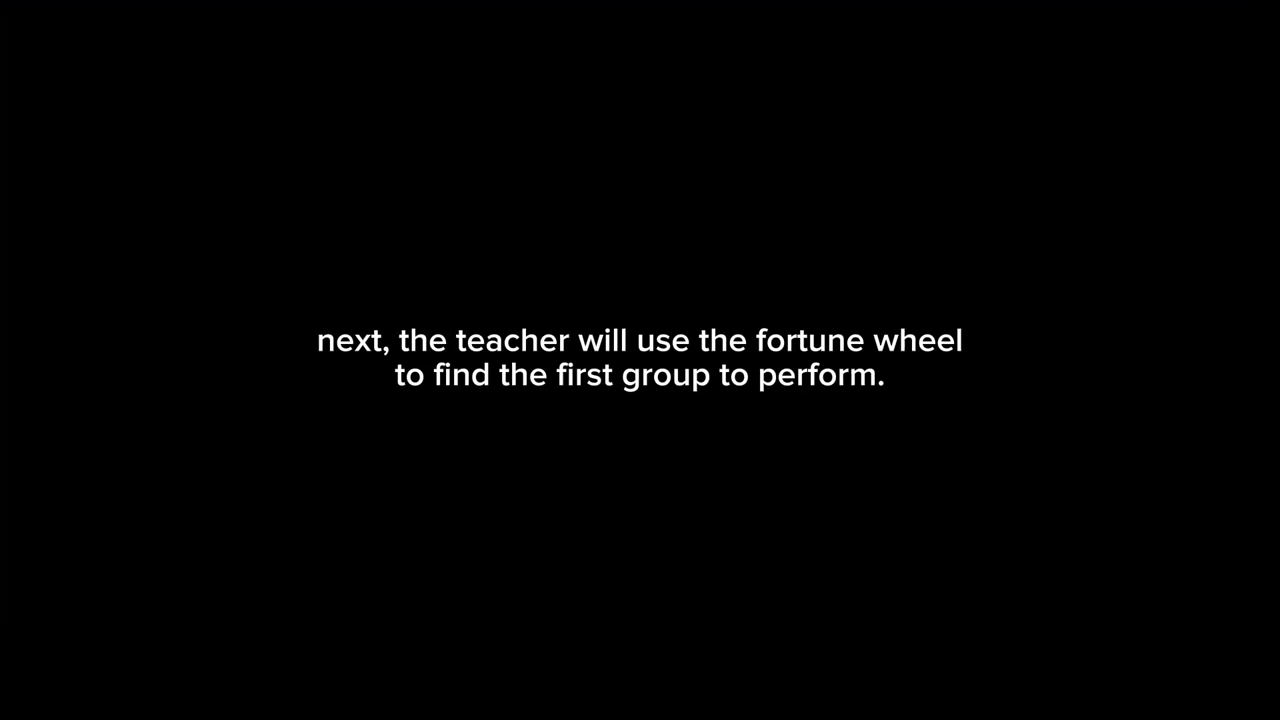 next, the teacher will use the fortune wheel
to find the first group to perform.